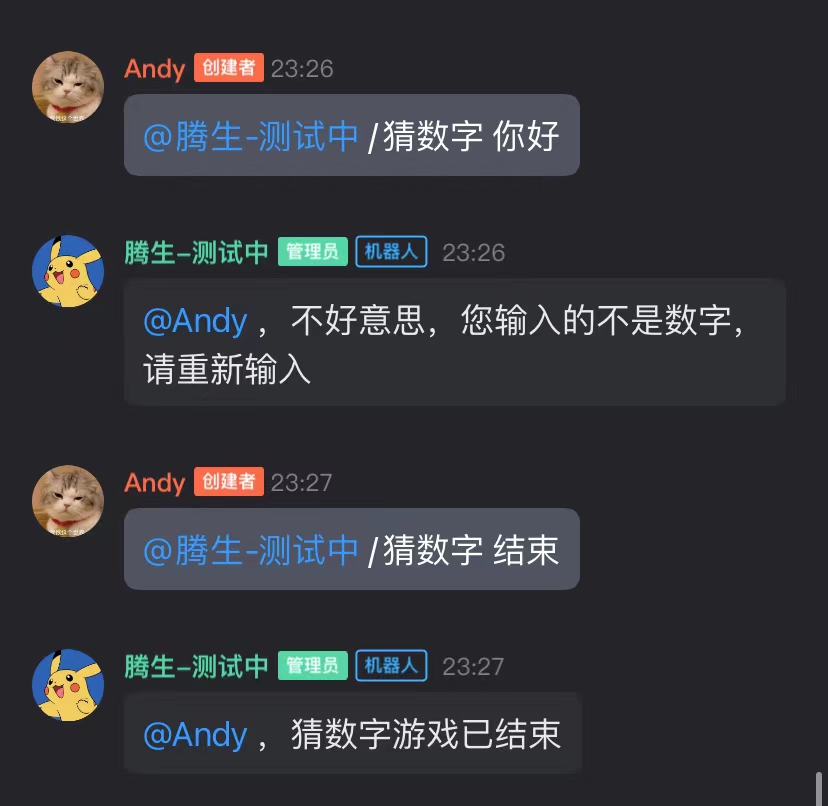 Andy 创建者 23:26
@腾生-测试中 /猜数字 你好
腾生-测试中 管理员 机器人 23:26
@Andy ，不好意思，您输入的不是数字，
请重新输入
Andy 创建者 23:27
@腾生-测试中 /猜数字 结束
腾生-测试中 管理员 机器人 23:27
@Andy ，猜数字游戏已结束